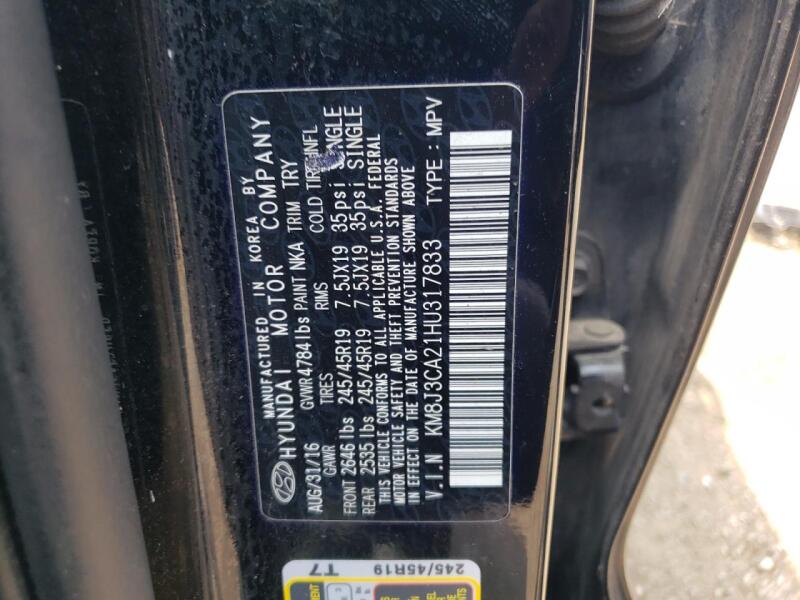 MANUFACTURED IN KOREA BY
HYUNDAI MOTOR COMPANY
AUG/31/16 GVWR 4784 lbs PAINT NKA TRIM TRY
GAWR TIRES RIMS COLD INFL
FRONT 2646 lbs 245/45R19 7.5JX19 35psi SINGLE
REAR 2535 lbs 245/45R19 7.5JX19 35psi SINGLE
THIS VEHICLE CONFORMS TO ALL APPLICABLE U.S.A. FEDERAL
MOTOR VEHICLE SAFETY AND THEFT PREVENTION STANDARDS
IN EFFECT ON THE DATE OF MANUFACTURE SHOWN ABOVE
V.I.N KM8J3CA21HU317833 TYPE : MPV
T7
245/45R19